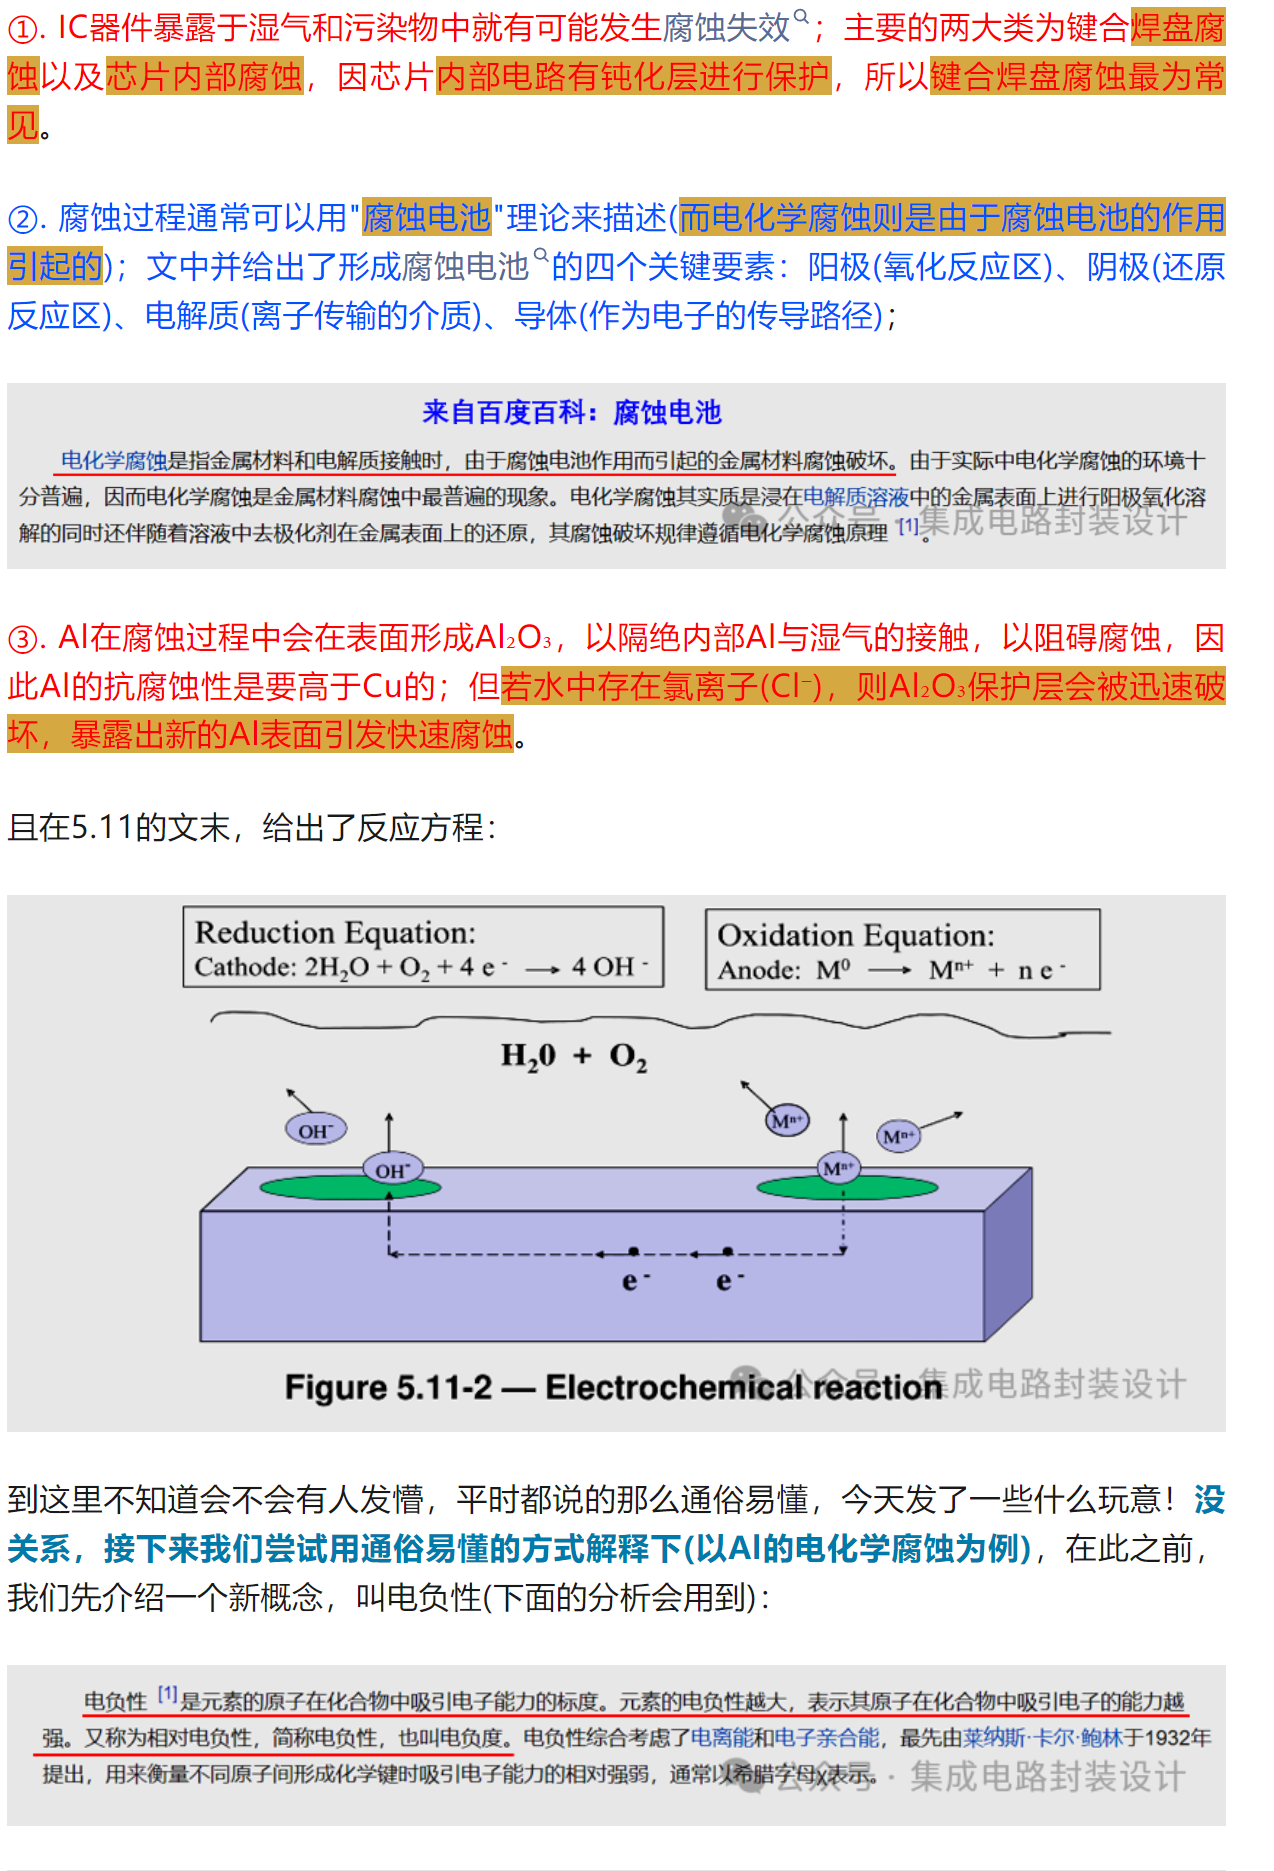 ①. IC器件暴露于湿气和污染物中就有可能发生腐蚀失效；主要的两大类为键合焊盘腐
蚀以及芯片内部腐蚀，因芯片内部电路有钝化层进行保护，所以键合焊盘腐蚀最为常
见。
②. 腐蚀过程通常可以用"腐蚀电池"理论来描述(而电化学腐蚀则是由于腐蚀电池的作用
引起的)；文中并给出了形成腐蚀电池的四个关键要素：阳极(氧化反应区)、阴极(还原
反应区)、电解质(离子传输的介质)、导体(作为电子的传导路径)；
来自百度百科：腐蚀电池
电化学腐蚀是指金属材料和电解质接触时，由于腐蚀电池作用而引起的金属材料腐蚀破坏。由于实际中电化学腐蚀的环境十
分普遍，因而电化学腐蚀是金属材料腐蚀中最普遍的现象。电化学腐蚀其实质是浸在电解质溶液中的金属表面上进行阳极氧化溶
解的同时还伴随着溶液中去极化剂在金属表面上的还原，其腐蚀破坏规律遵循电化学腐蚀原理 [1]。
公众号 · 集成电路封装设计
③. Al在腐蚀过程中会在表面形成Al₂O₃，以隔绝内部Al与湿气的接触，以阻碍腐蚀，因
此Al的抗腐蚀性是要高于Cu的；但若水中存在氯离子(Cl⁻)，则Al₂O₃保护层会被迅速破
坏，暴露出新的Al表面引发快速腐蚀。
且在5.11的文末，给出了反应方程：
Reduction Equation:
Cathode: 2H₂O + O₂ + 4 e⁻ → 4 OH⁻
Oxidation Equation:
Anode: M⁰ → Mⁿ⁺ + n e⁻
H₂0 + O₂
OH⁻
Mⁿ⁺
Mⁿ⁺
OH⁻
Mⁿ⁺
e⁻ e⁻
Figure 5.11-2 — Electrochemical reaction
公众号 · 集成电路封装设计
到这里不知道会不会有人发懵，平时都说的那么通俗易懂，今天发了一些什么玩意！没
关系，接下来我们尝试用通俗易懂的方式解释下(以Al的电化学腐蚀为例)，在此之前，
我们先介绍一个新概念，叫电负性(下面的分析会用到)：
电负性 [1] 是元素的原子在化合物中吸引电子能力的标度。元素的电负性越大，表示其原子在化合物中吸引电子的能力越
强。又称为相对电负性，简称电负性，也叫电负度。电负性综合考虑了电离能和电子亲合能，最先由莱纳斯·卡尔·鲍林于1932年
提出，用来衡量不同原子间形成化学键时吸引电子能力的相对强弱，通常以希腊字母χ表示。
公众号 · 集成电路封装设计